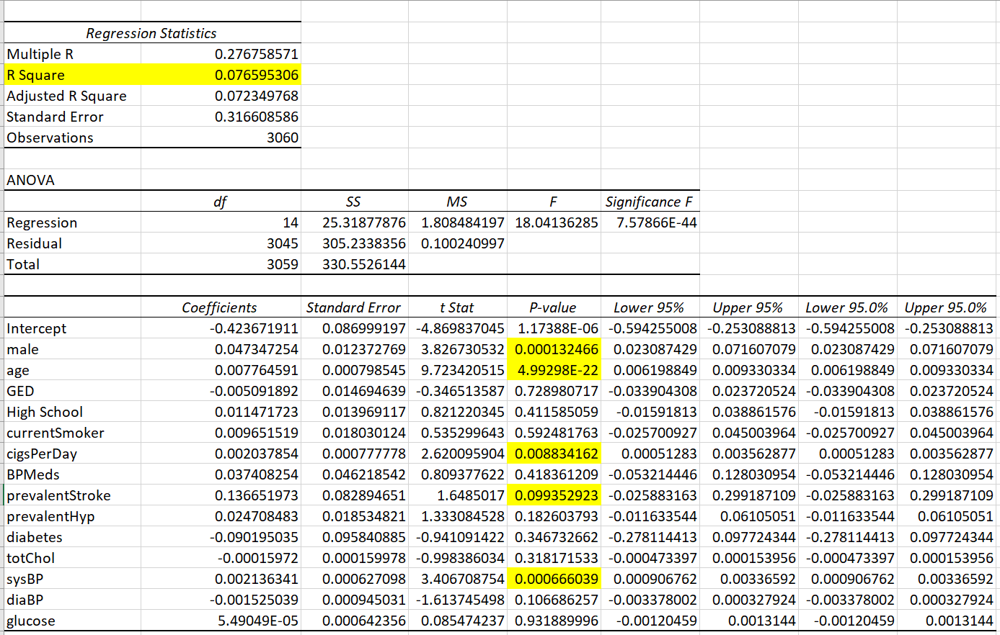 Regression Statistics
Multiple R 0.276758571
R Square 0.076595306
Adjusted R Square 0.072349768
Standard Error 0.316608586
Observations 3060
ANOVA
df SS MS F Significance F
Regression 14 25.31877876 1.808484197 18.04136285 7.57866E-44
Residual 3045 305.2338356 0.100240997
Total 3059 330.5526144
Coefficients Standard Error t Stat P-value Lower 95% Upper 95% Lower 95.0% Upper 95.0%
Intercept -0.423671911 0.086999197 -4.869837045 1.17388E-06 -0.594255008 -0.253088813 -0.594255008 -0.253088813
male 0.047347254 0.012372769 3.826730532 0.000132466 0.023087429 0.071607079 0.023087429 0.071607079
age 0.007764591 0.000798545 9.723420515 4.99298E-22 0.006198849 0.009330334 0.006198849 0.009330334
GED -0.005091892 0.014694639 -0.346513587 0.728980717 -0.033904308 0.023720524 -0.033904308 0.023720524
High School 0.011471723 0.013969117 0.821220345 0.411585059 -0.01591813 0.038861576 -0.01591813 0.038861576
currentSmoker 0.009651519 0.018030124 0.535299643 0.592481763 -0.025700927 0.045003964 -0.025700927 0.045003964
cigsPerDay 0.002037854 0.000777778 2.620095904 0.008834162 0.00051283 0.003562877 0.00051283 0.003562877
BPMeds 0.037408254 0.046218542 0.809377622 0.418361209 -0.053214446 0.128030954 -0.053214446 0.128030954
prevalentStroke 0.136651973 0.082894651 1.6485017 0.099352923 -0.025883163 0.299187109 -0.025883163 0.299187109
prevalentHyp 0.024708483 0.018534821 1.333084528 0.182603793 -0.011633544 0.06105051 -0.011633544 0.06105051
diabetes -0.090195035 0.095840885 -0.941091422 0.346732662 -0.278114413 0.097724344 -0.278114413 0.097724344
totChol -0.00015972 0.000159978 -0.998386034 0.318171533 -0.000473397 0.000153956 -0.000473397 0.000153956
sysBP 0.002136341 0.000627098 3.406708754 0.000666039 0.000906762 0.00336592 0.000906762 0.00336592
diaBP -0.001525039 0.000945031 -1.613745498 0.106686257 -0.003378002 0.000327924 -0.003378002 0.000327924
glucose 5.49049E-05 0.000642356 0.085474237 0.931889996 -0.00120459 0.0013144 -0.00120459 0.0013144